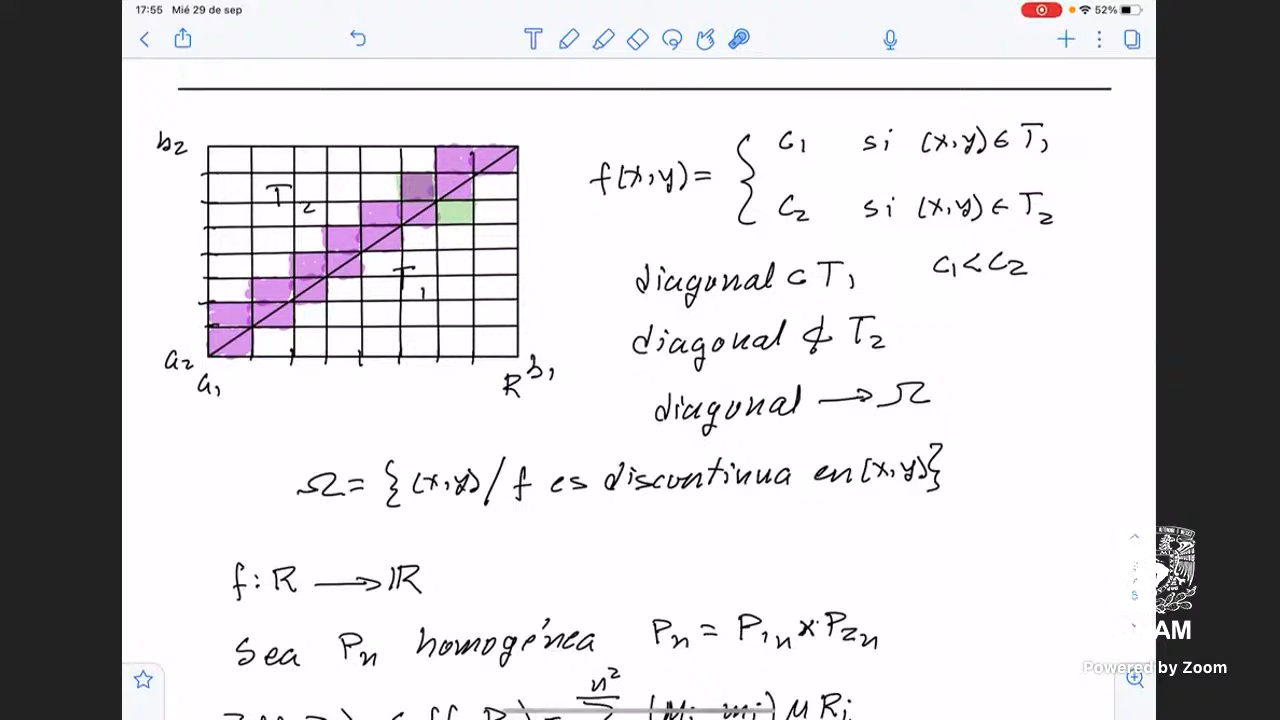 17:55 Mié 29 de sep
52%
b2
T2
T1
a2
a1
R b1
f(x,y) = { c1 si (x,y) ∈ T1
c2 si (x,y) ∈ T2
c1 < c2
diagonal ⊂ T1
diagonal ⊄ T2
diagonal → Ω
Ω = {(x,y) / f es discontinua en (x,y)}
f : R → ℝ
Sea Pn homogénea Pn = P1n × P2n
n²
Powered by Zoom